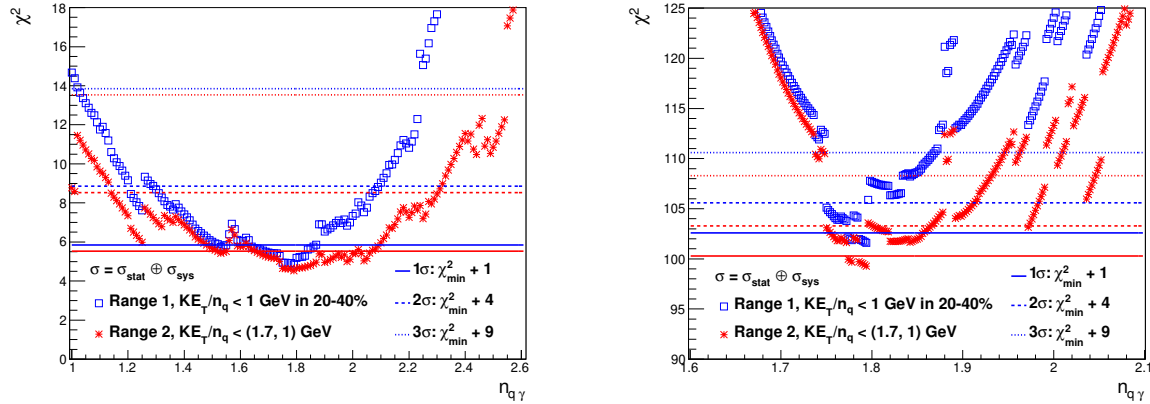 χ²
18
16
14
12
10
8
6
4
2
0
σ = σ_stat ⊕ σ_sys
Range 1, KE_T/n_q < 1 GeV in 20-40%
Range 2, KE_T/n_q < (1.7, 1) GeV
1σ: χ²_min + 1
2σ: χ²_min + 4
3σ: χ²_min + 9
1 1.2 1.4 1.6 1.8 2 2.2 2.4 2.6
n_q γ
χ²
125
120
115
110
105
100
95
90
σ = σ_stat ⊕ σ_sys
Range 1, KE_T/n_q < 1 GeV in 20-40%
Range 2, KE_T/n_q < (1.7, 1) GeV
1σ: χ²_min + 1
2σ: χ²_min + 4
3σ: χ²_min + 9
1.6 1.7 1.8 1.9 2 2.1
n_q γ